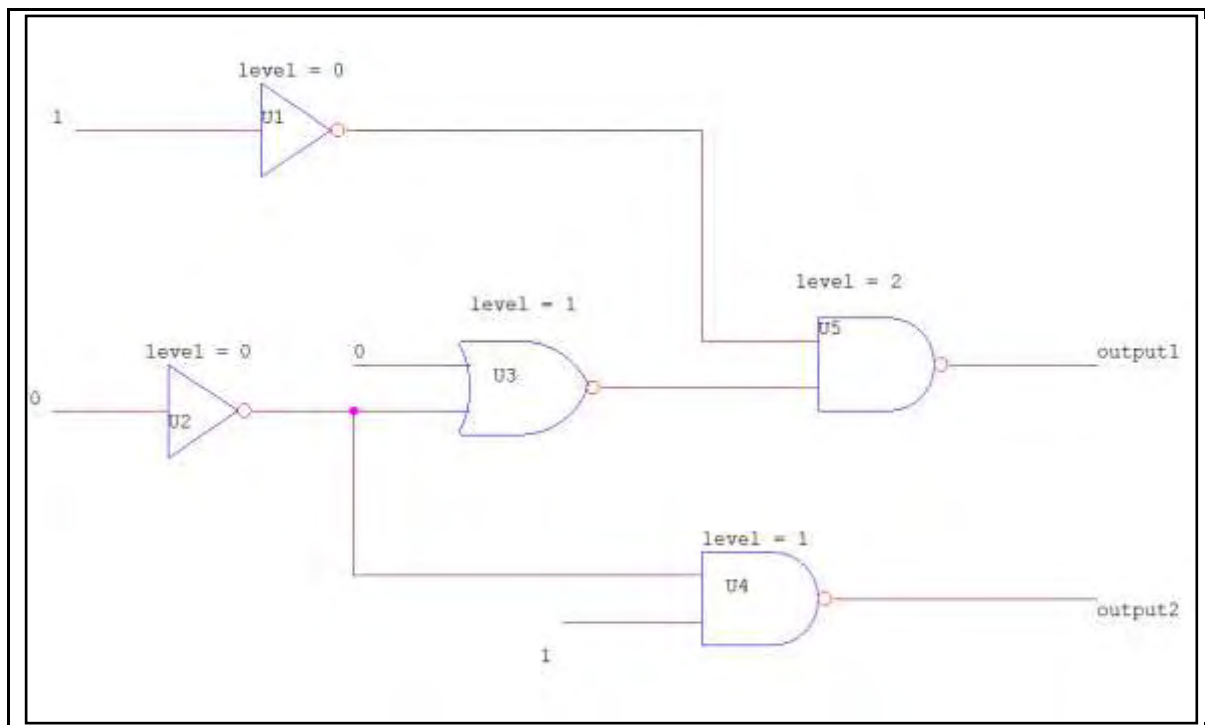 level = 0
1
U1
level = 2
level = 1
U5
level = 0
0
output1
U3
0
U2
level = 1
U4
output2
1